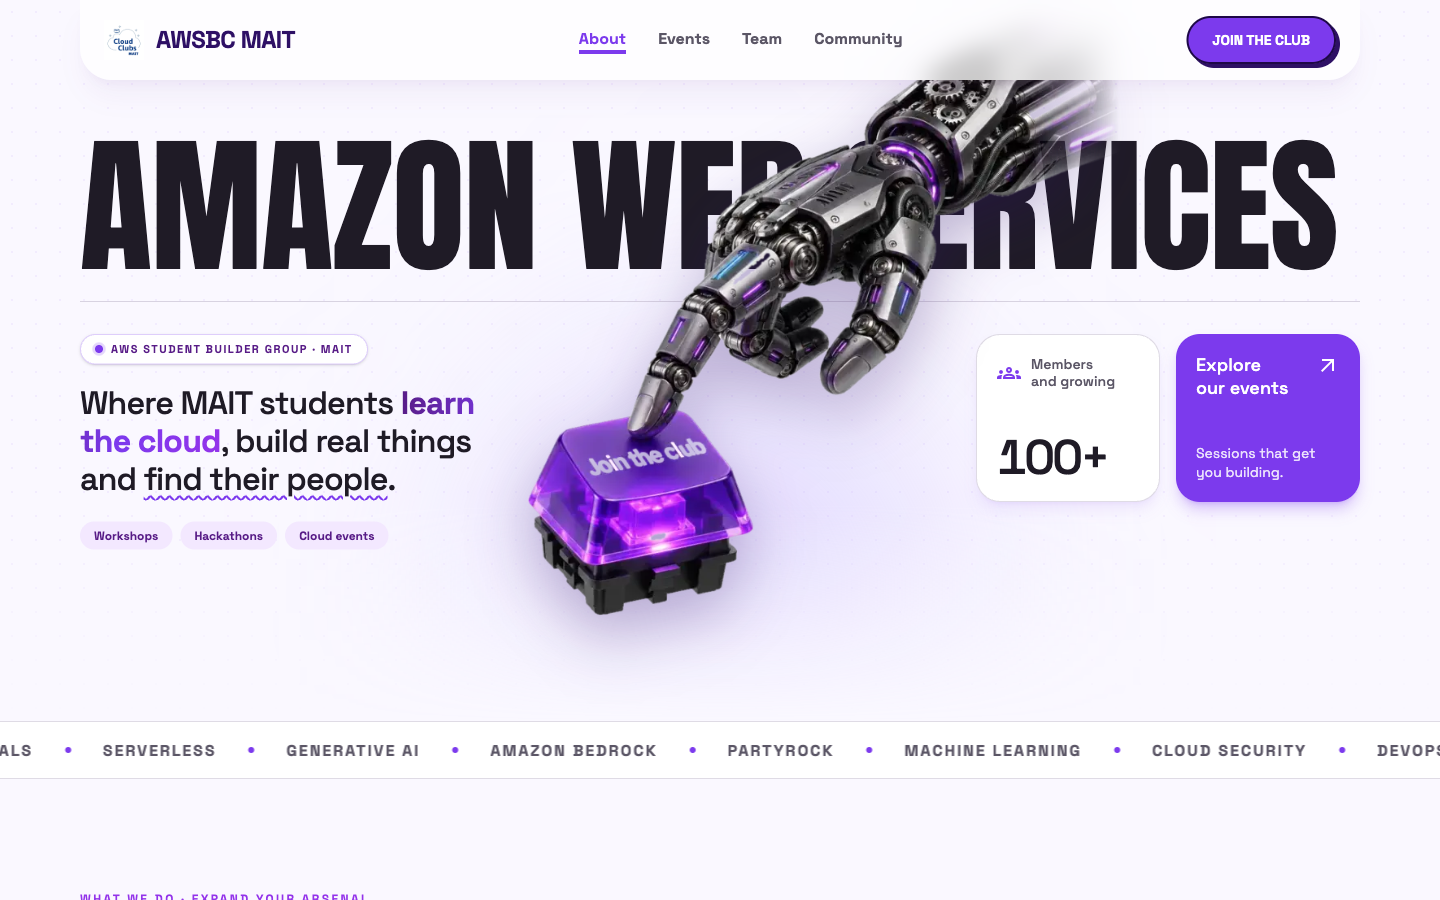 Cloud
Clubs
MAIT
AWSBC MAIT
About
Events
Team
Community
JOIN THE CLUB
AMAZON WEB SERVICES
AWS STUDENT BUILDER GROUP · MAIT
Where MAIT students learn
the cloud, build real things
and find their people.
Workshops
Hackathons
Cloud events
Join the club
Members
and growing
100+
Explore
our events
Sessions that get
you building.
ALS • SERVERLESS • GENERATIVE AI • AMAZON BEDROCK • PARTYROCK • MACHINE LEARNING • CLOUD SECURITY • DEVOPS
WHAT WE DO · EXPAND YOUR ARSENAL